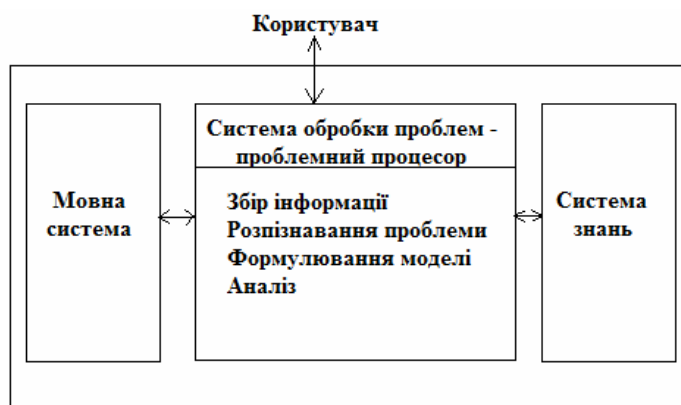 Користувач
Система обробки проблем -
проблемний процесор
Мовна
система
Збір інформації
Розпізнавання проблеми
Формулювання моделі
Аналіз
Система
знань